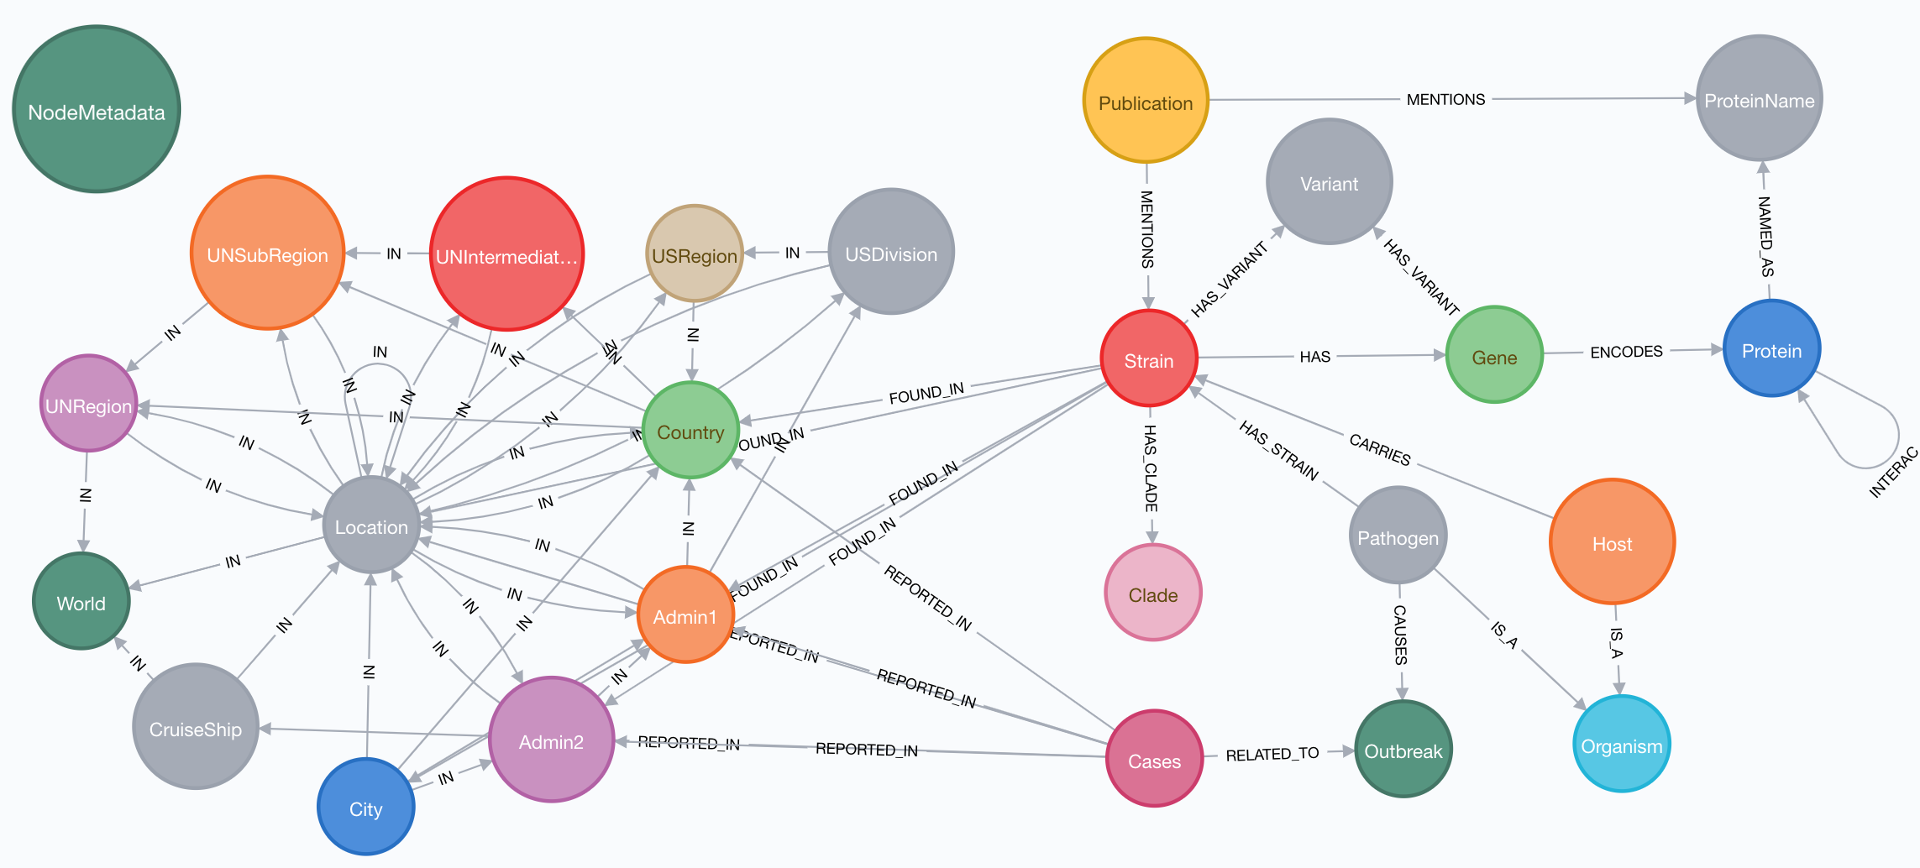 NodeMetadata
Publication
MENTIONS
ProteinName
Variant
MENTIONS
HAS_VARIANT
HAS_VARIANT
NAMED_AS
UNSubRegion
IN
UNIntermediat...
USRegion
IN
USDivision
IN
IN
IN
IN
IN
IN
IN
IN
IN
IN
IN
UNRegion
IN
IN
IN
Country
IN
IN
IN
IN
Strain
HAS
Gene
ENCODES
Protein
INTERAC
FOUND_IN
OUND_IN
FOUND_IN
FOUND_IN
FOUND_IN
HAS_CLADE
HAS_STRAIN
CARRIES
IN
IN
Location
IN
IN
IN
IN
IN
IN
World
IN
IN
IN
Admin1
IN
REPORTED_IN
EPORTED_IN
REPORTED_IN
Clade
Pathogen
Host
CAUSES
IS_A
IS_A
CruiseShip
IN
Admin2
REPORTED_IN
REPORTED_IN
Cases
RELATED_TO
Outbreak
Organism
City
IN